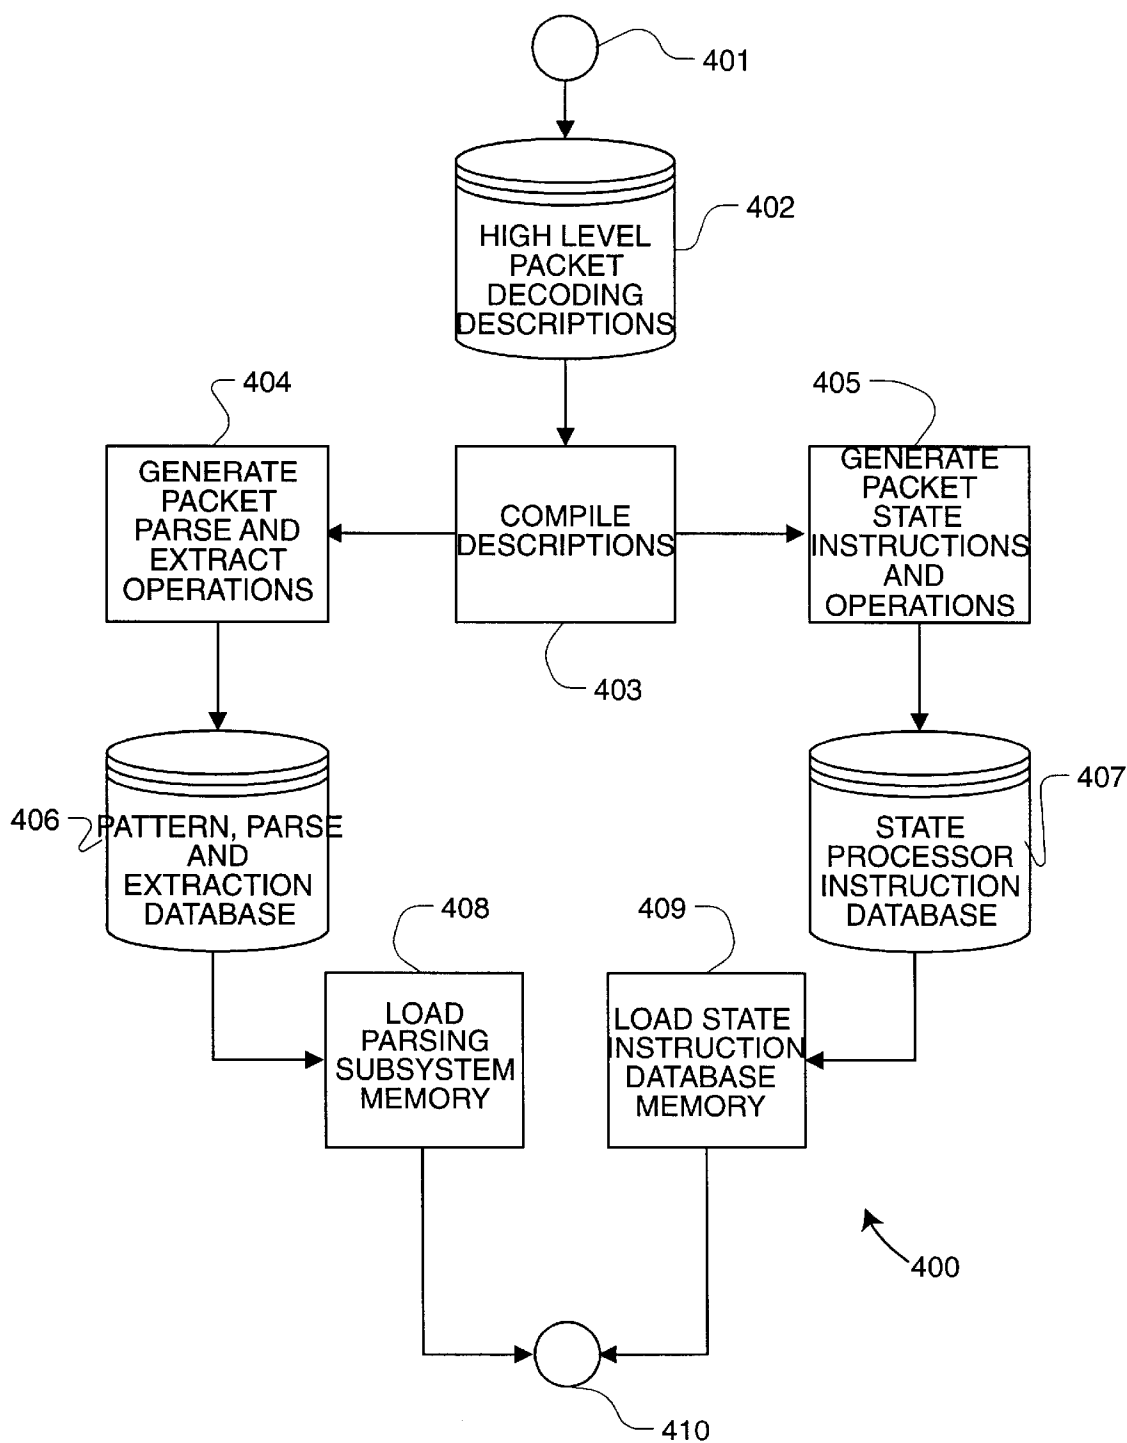 401
402
HIGH LEVEL
PACKET
DECODING
DESCRIPTIONS
404
405
GENERATE
PACKET
PARSE AND
EXTRACT
OPERATIONS
COMPILE
DESCRIPTIONS
GENERATE
PACKET
STATE
INSTRUCTIONS
AND
OPERATIONS
403
406
PATTERN, PARSE
AND
EXTRACTION
DATABASE
407
STATE
PROCESSOR
INSTRUCTION
DATABASE
408
409
LOAD
PARSING
SUBSYSTEM
MEMORY
LOAD STATE
INSTRUCTION
DATABASE
MEMORY
400
410